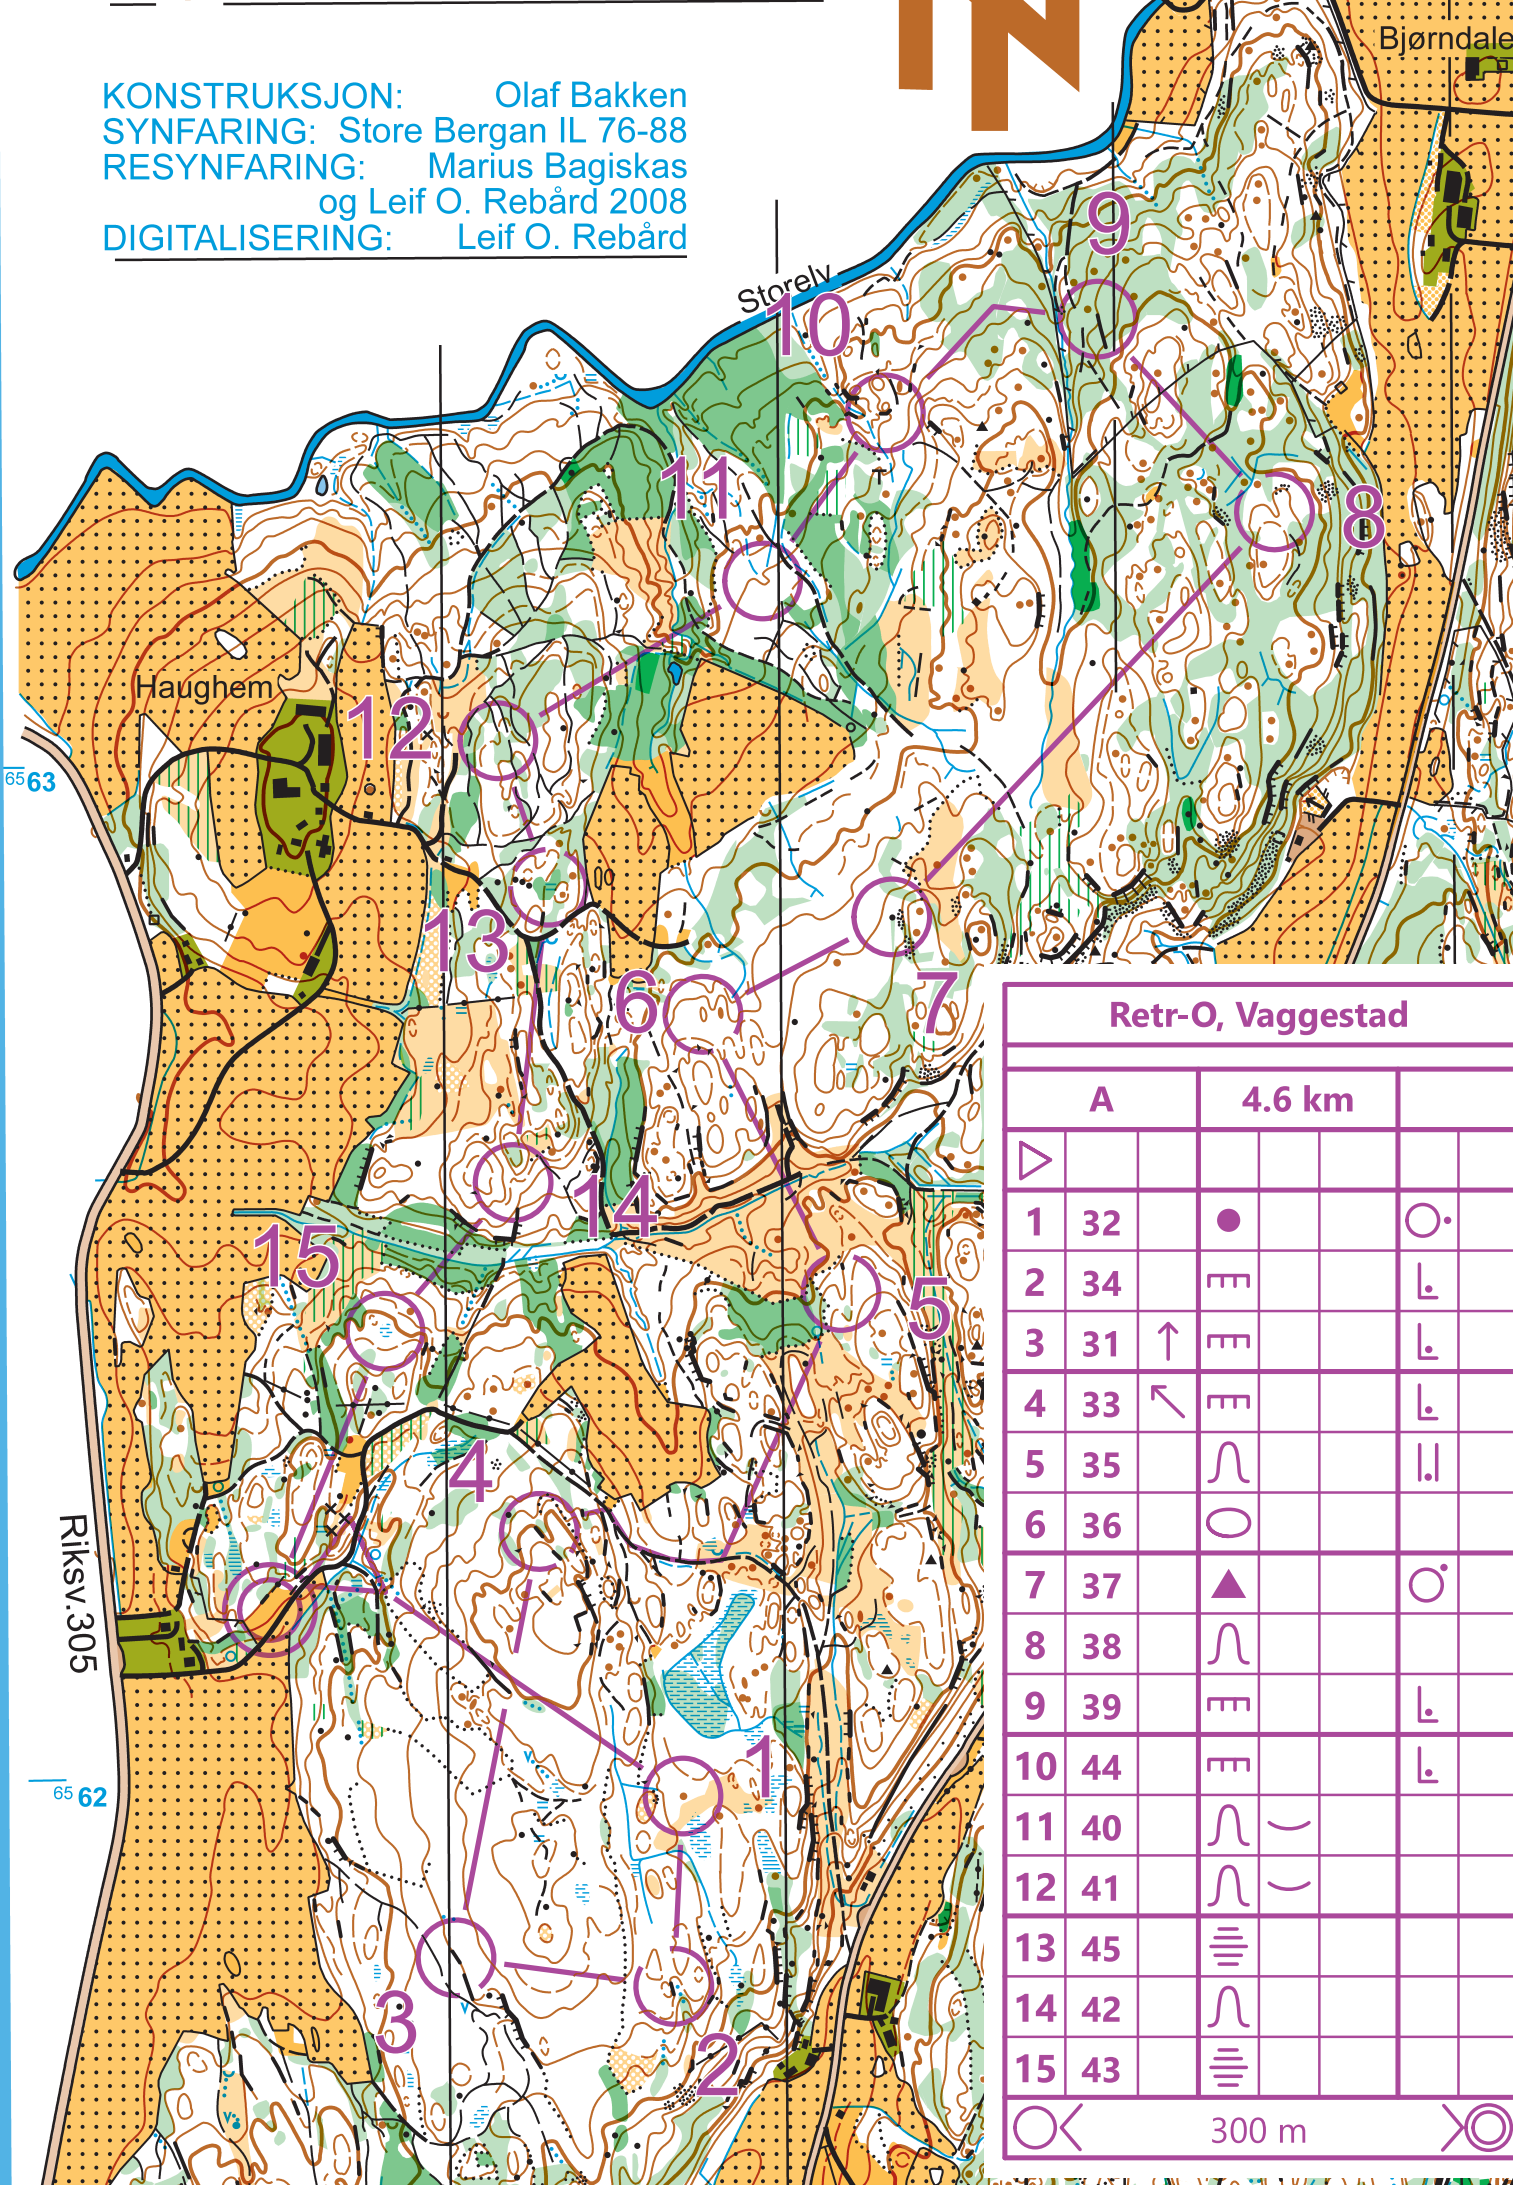 IN
KONSTRUKSJON: Olaf Bakken
SYNFARING: Store Bergan IL 76-88
RESYNFARING: Marius Bagiskas
og Leif O. Rebård 2008
DIGITALISERING: Leif O. Rebård
Bjørndale
Storelv
9
10
11
8
Haughem
12
6563
13
6
7
14
15
5
4
Riksv.305
1
6562
3
2
Retr-O, Vaggestad
A 4.6 km
1 32
2 34
3 31
4 33
5 35
6 36
7 37
8 38
9 39
10 44
11 40
12 41
13 45
14 42
15 43
300 m